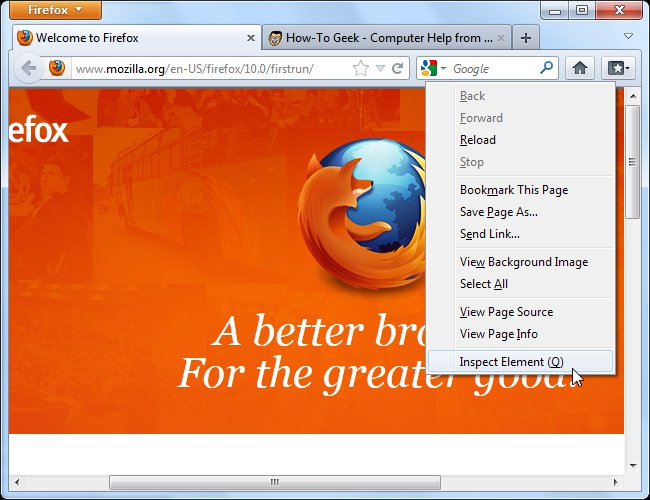 Firefox
Welcome to Firefox
How-To Geek - Computer Help from ...
www.mozilla.org/en-US/firefox/10.0/firstrun/
Google
efox
Back
Forward
Reload
Stop
Bookmark This Page
Save Page As...
Send Link...
View Background Image
Select All
View Page Source
View Page Info
Inspect Element (Q)
A better bro
For the greater good.